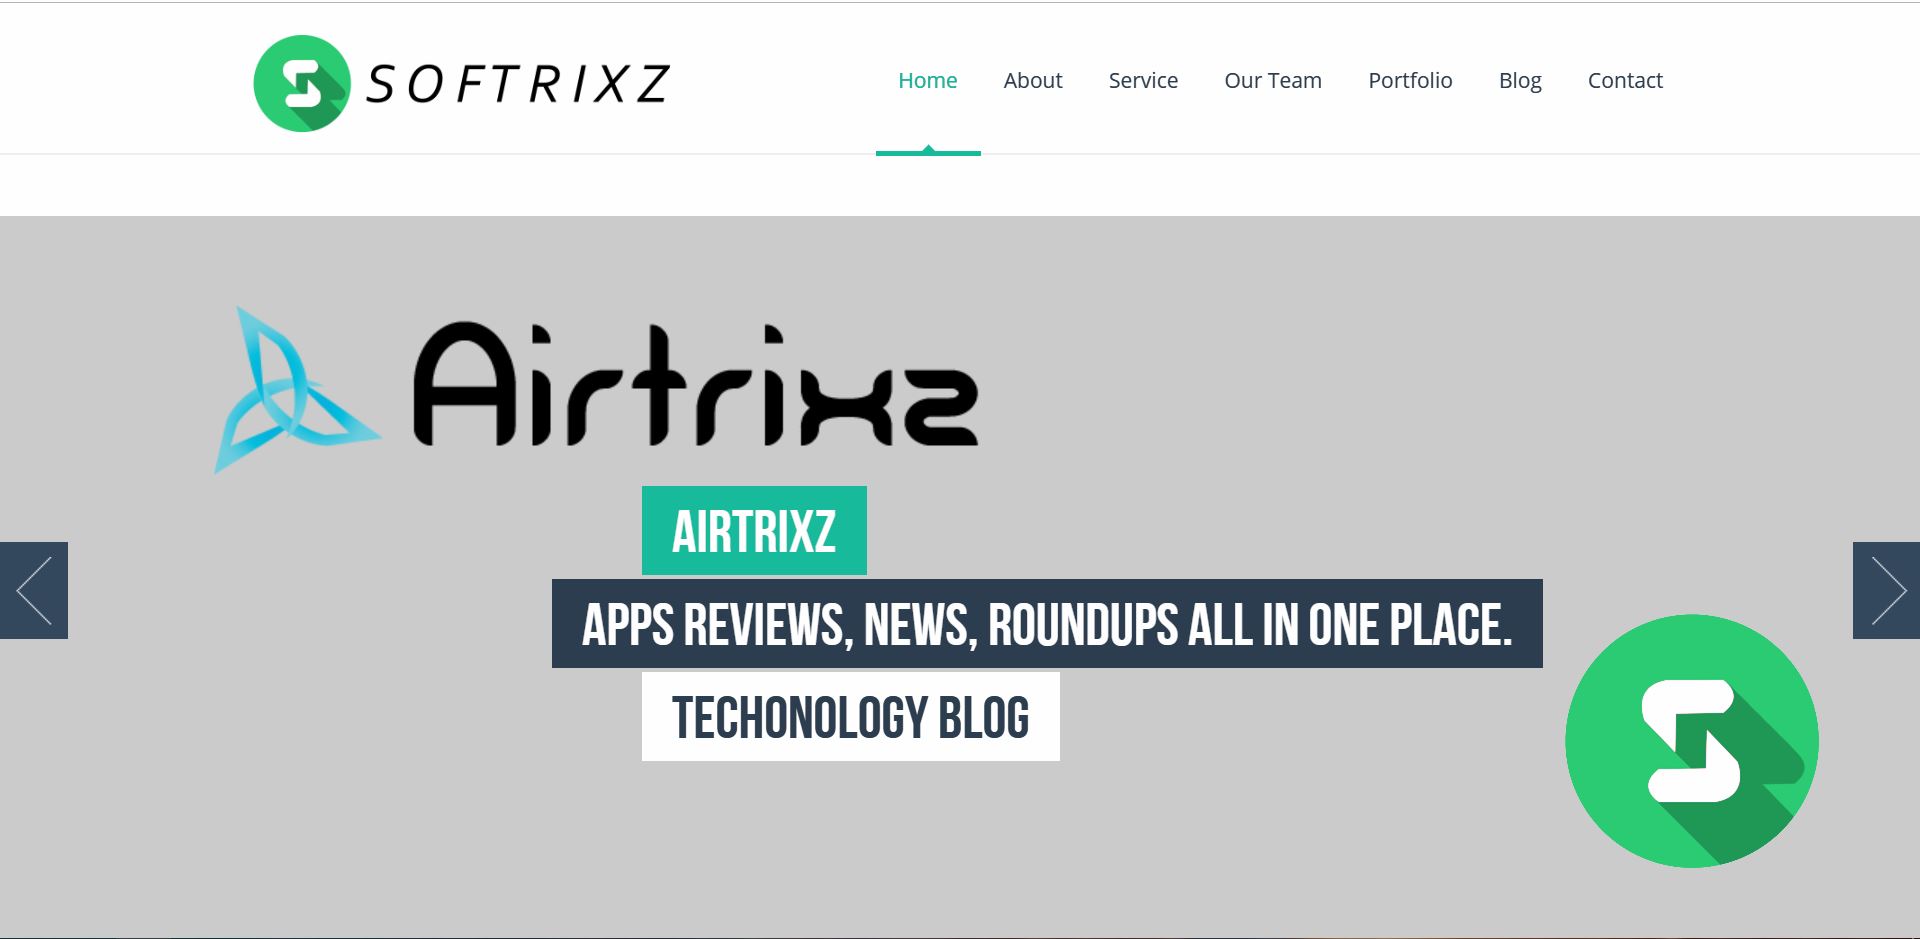 SOFTRIXZ
Home About Service Our Team Portfolio Blog Contact
Airtrixz
AIRTRIXZ
APPS REVIEWS, NEWS, ROUNDUPS ALL IN ONE PLACE.
TECHONOLOGY BLOG